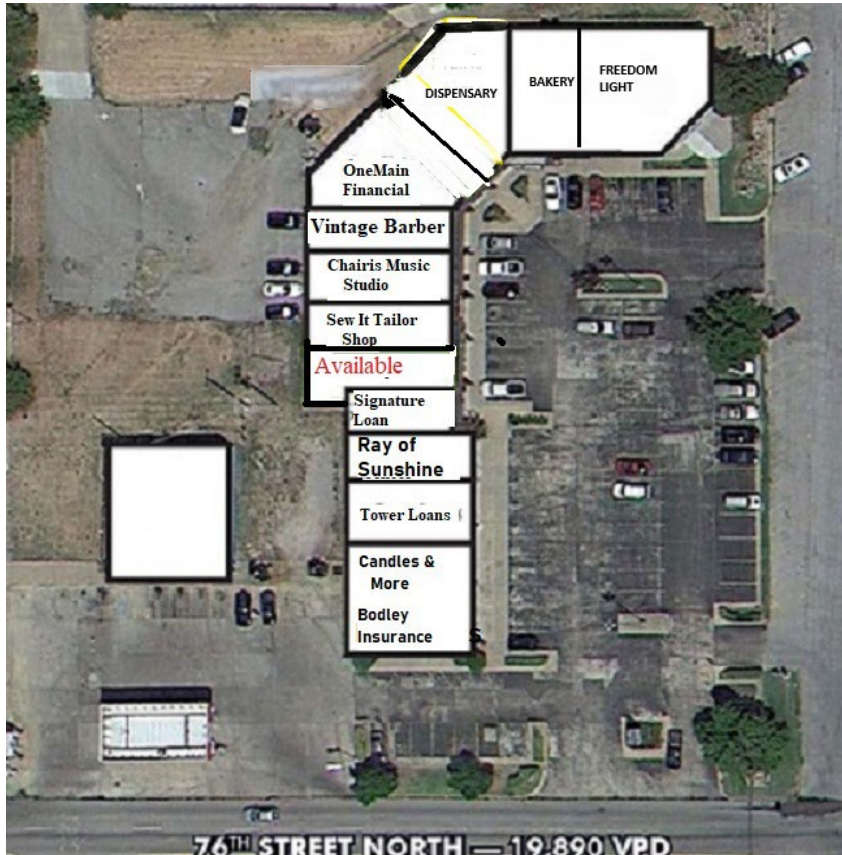 DISPENSARY
BAKERY
FREEDOM
LIGHT
OneMain
Financial
Vintage Barber
Chairis Music
Studio
Sew It Tailor
Shop
Available
Signature
Loan
Ray of
Sunshine
Tower Loans
Candles &
More
Bodley
Insurance
S
76TH STREET NORTH — 19,890 VPD